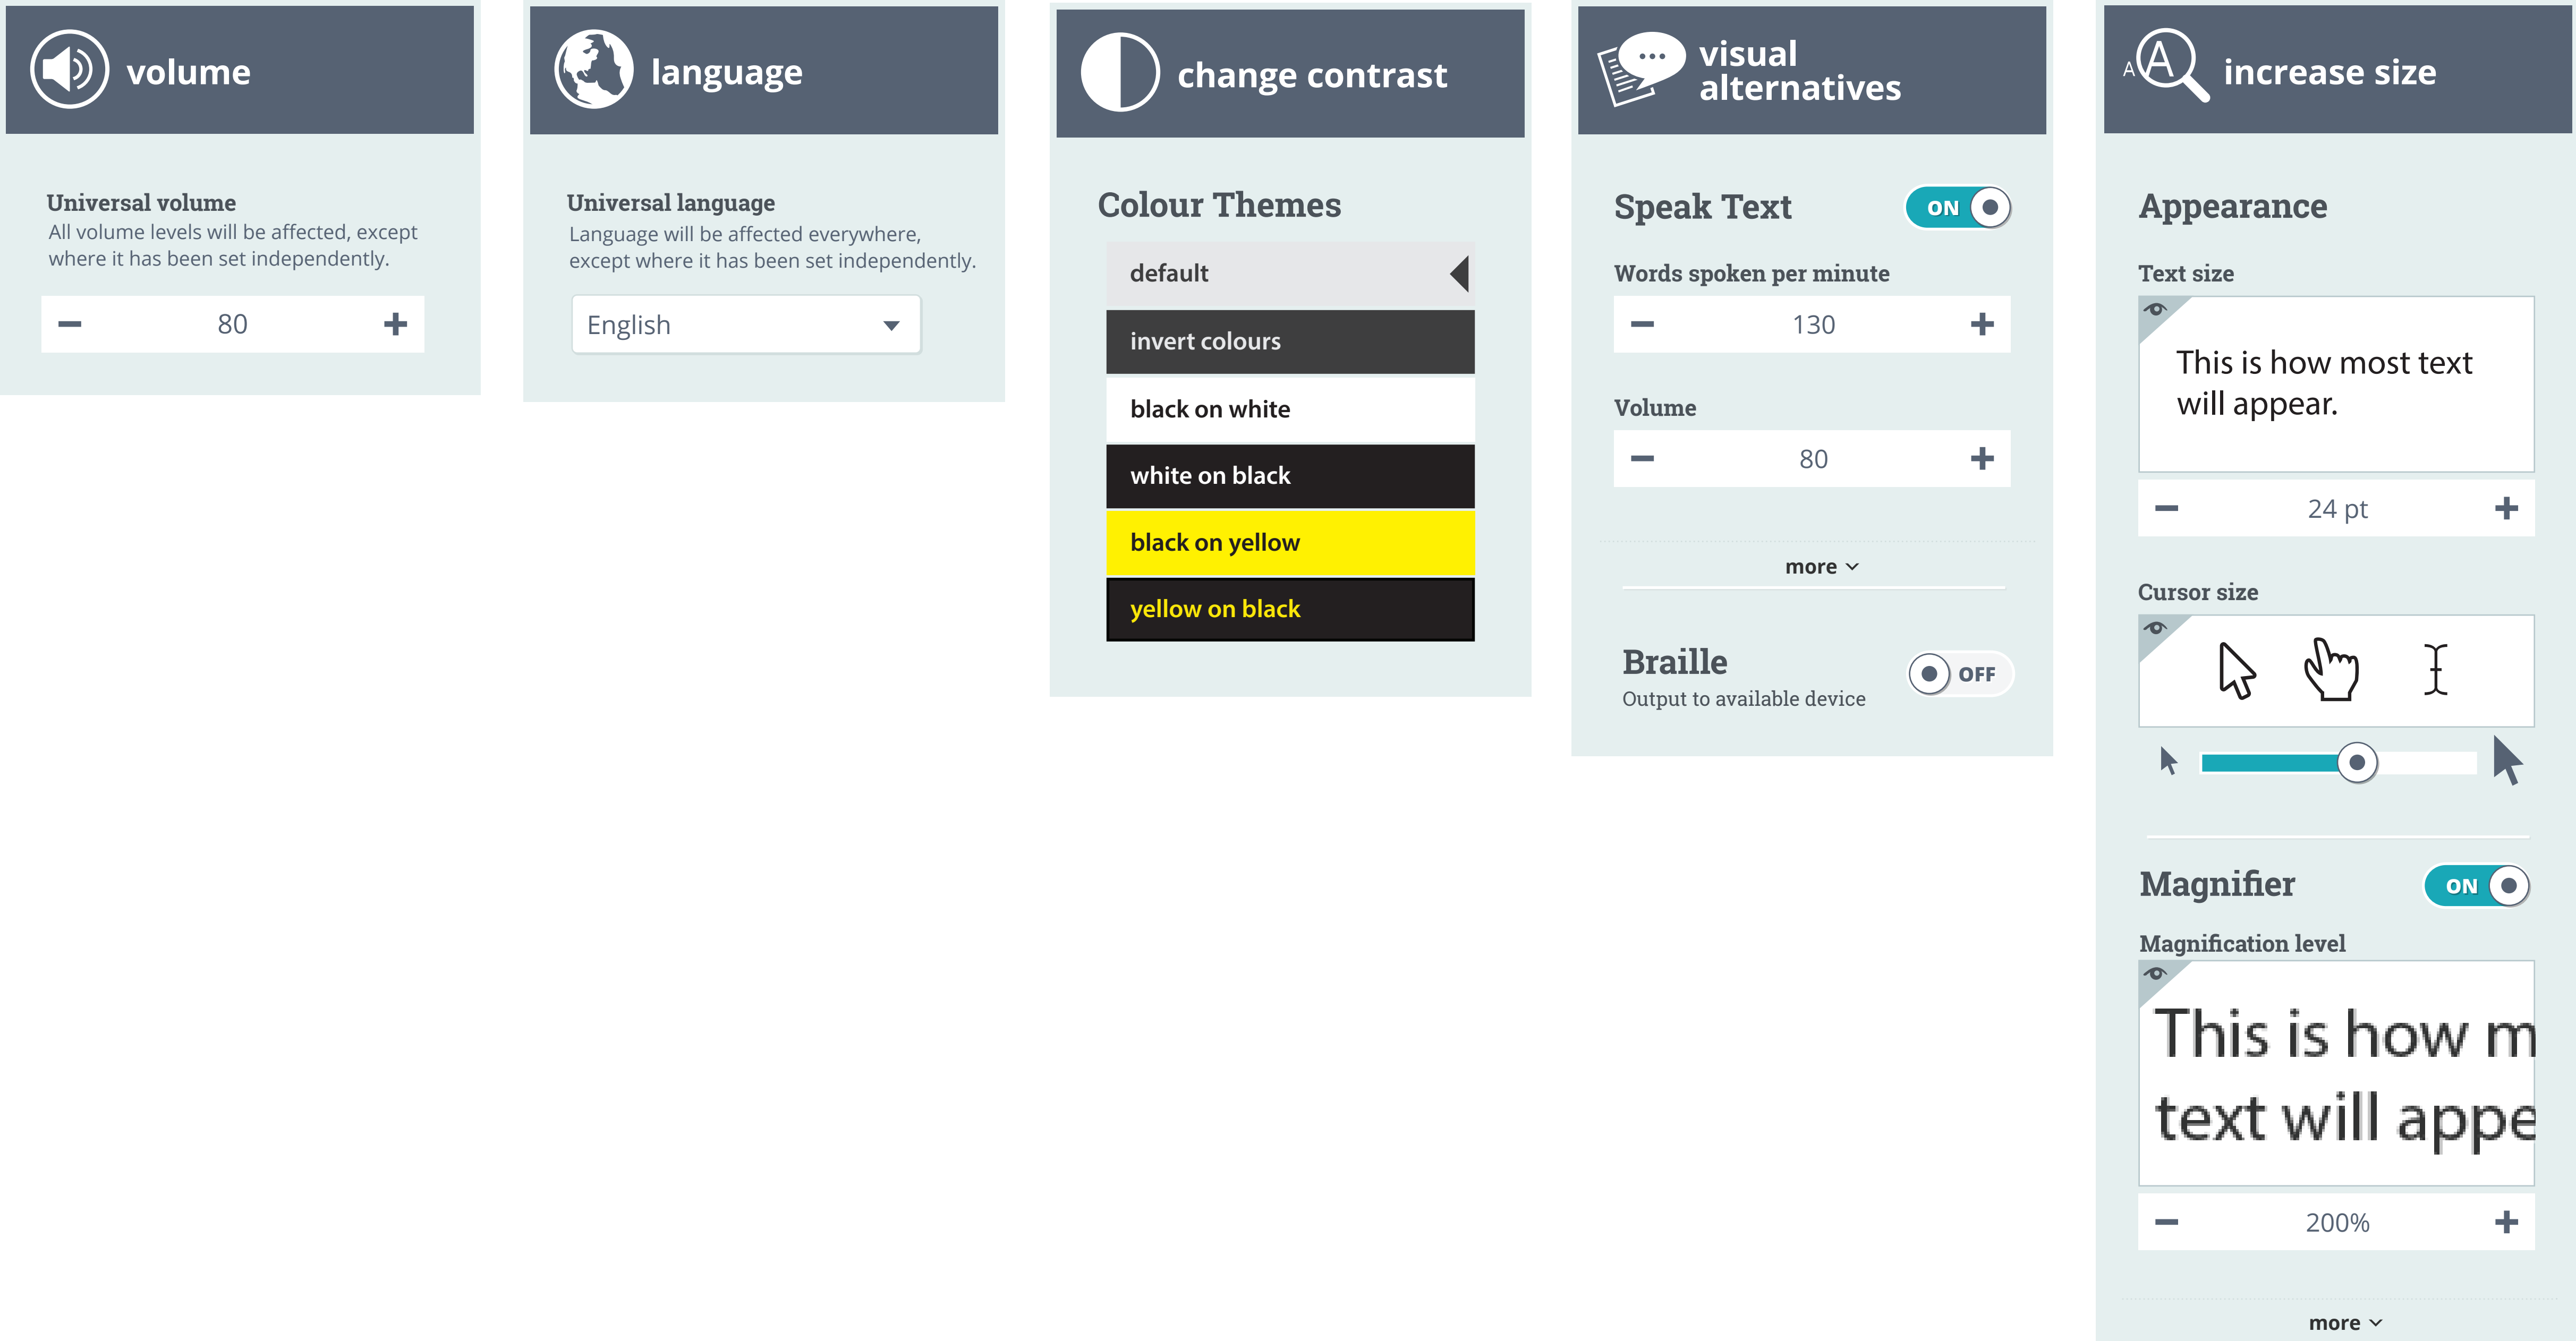 volume
Universal volume
All volume levels will be affected, except
where it has been set independently.
80
language
Universal language
Language will be affected everywhere,
except where it has been set independently.
English
change contrast
Colour Themes
default
invert colours
black on white
white on black
black on yellow
yellow on black
visual
alternatives
Speak Text
ON
Words spoken per minute
130
Volume
80
more
Braille
OFF
Output to available device
A A
increase size
Appearance
Text size
This is how most text
will appear.
24 pt
Cursor size
Magnifier
ON
Magnification level
This is how m
text will appe
200%
more